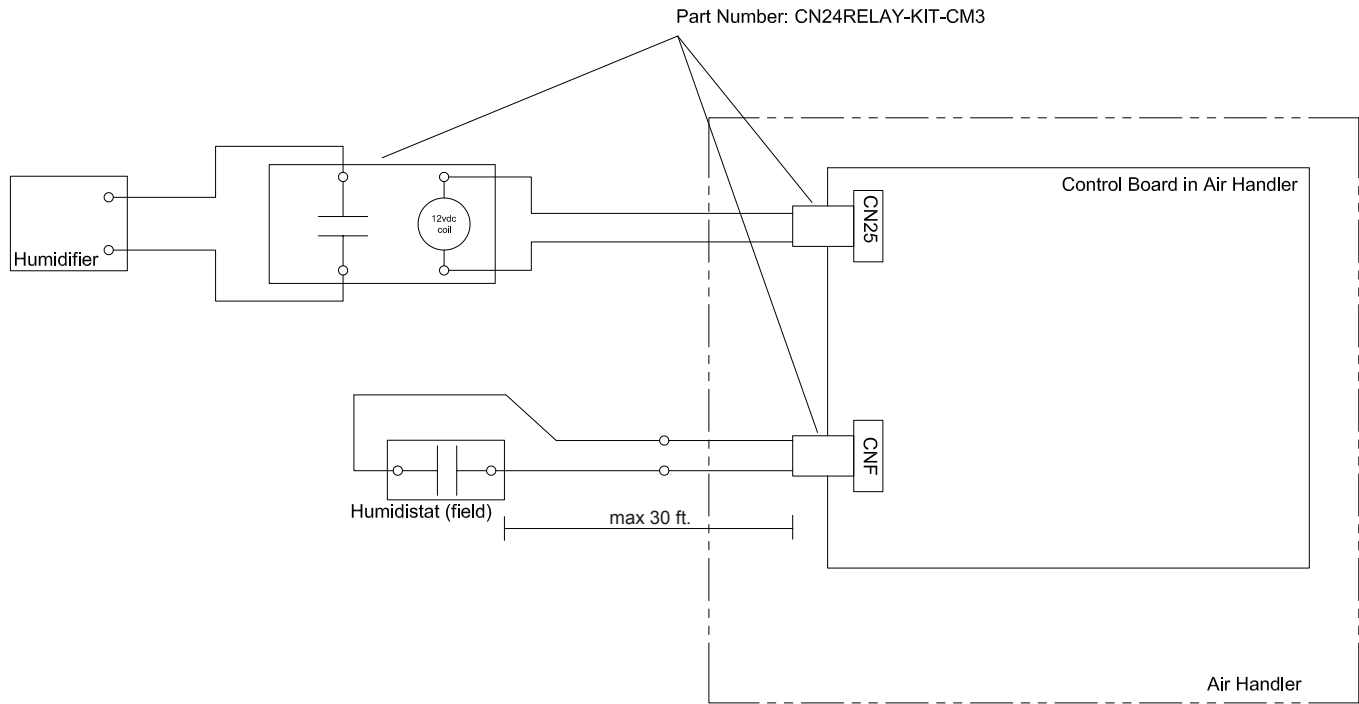 Part Number: CN24RELAY-KIT-CM3
Control Board in Air Handler
CN25
12vdc
coil
Humidifier
CNF
Humidistat (field)
max 30 ft.
Air Handler